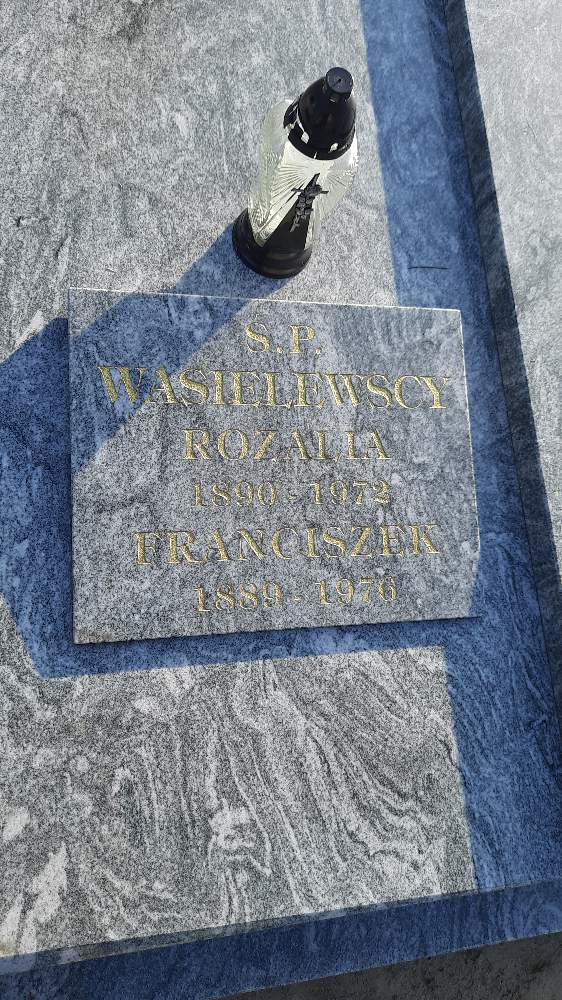 Ś.P.
WASIELEWSCY
ROZALIA
1890 - 1972
FRANCISZEK
1889 - 1976